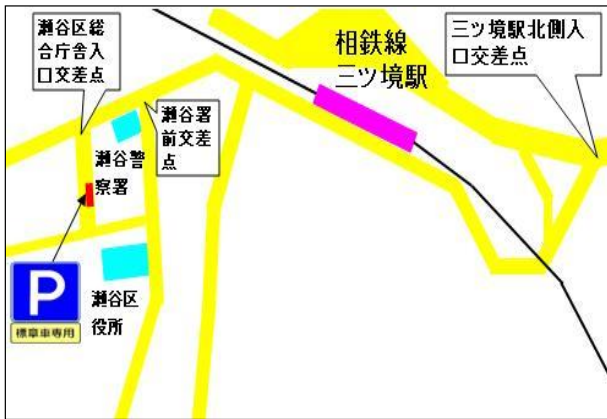 瀬谷区総
合庁舎入
口交差点
相鉄線
三ツ境駅
三ツ境駅北側入
口交差点
瀬谷署
前交差
点
瀬谷警
察署
P
標章車専用
瀬谷区
役所